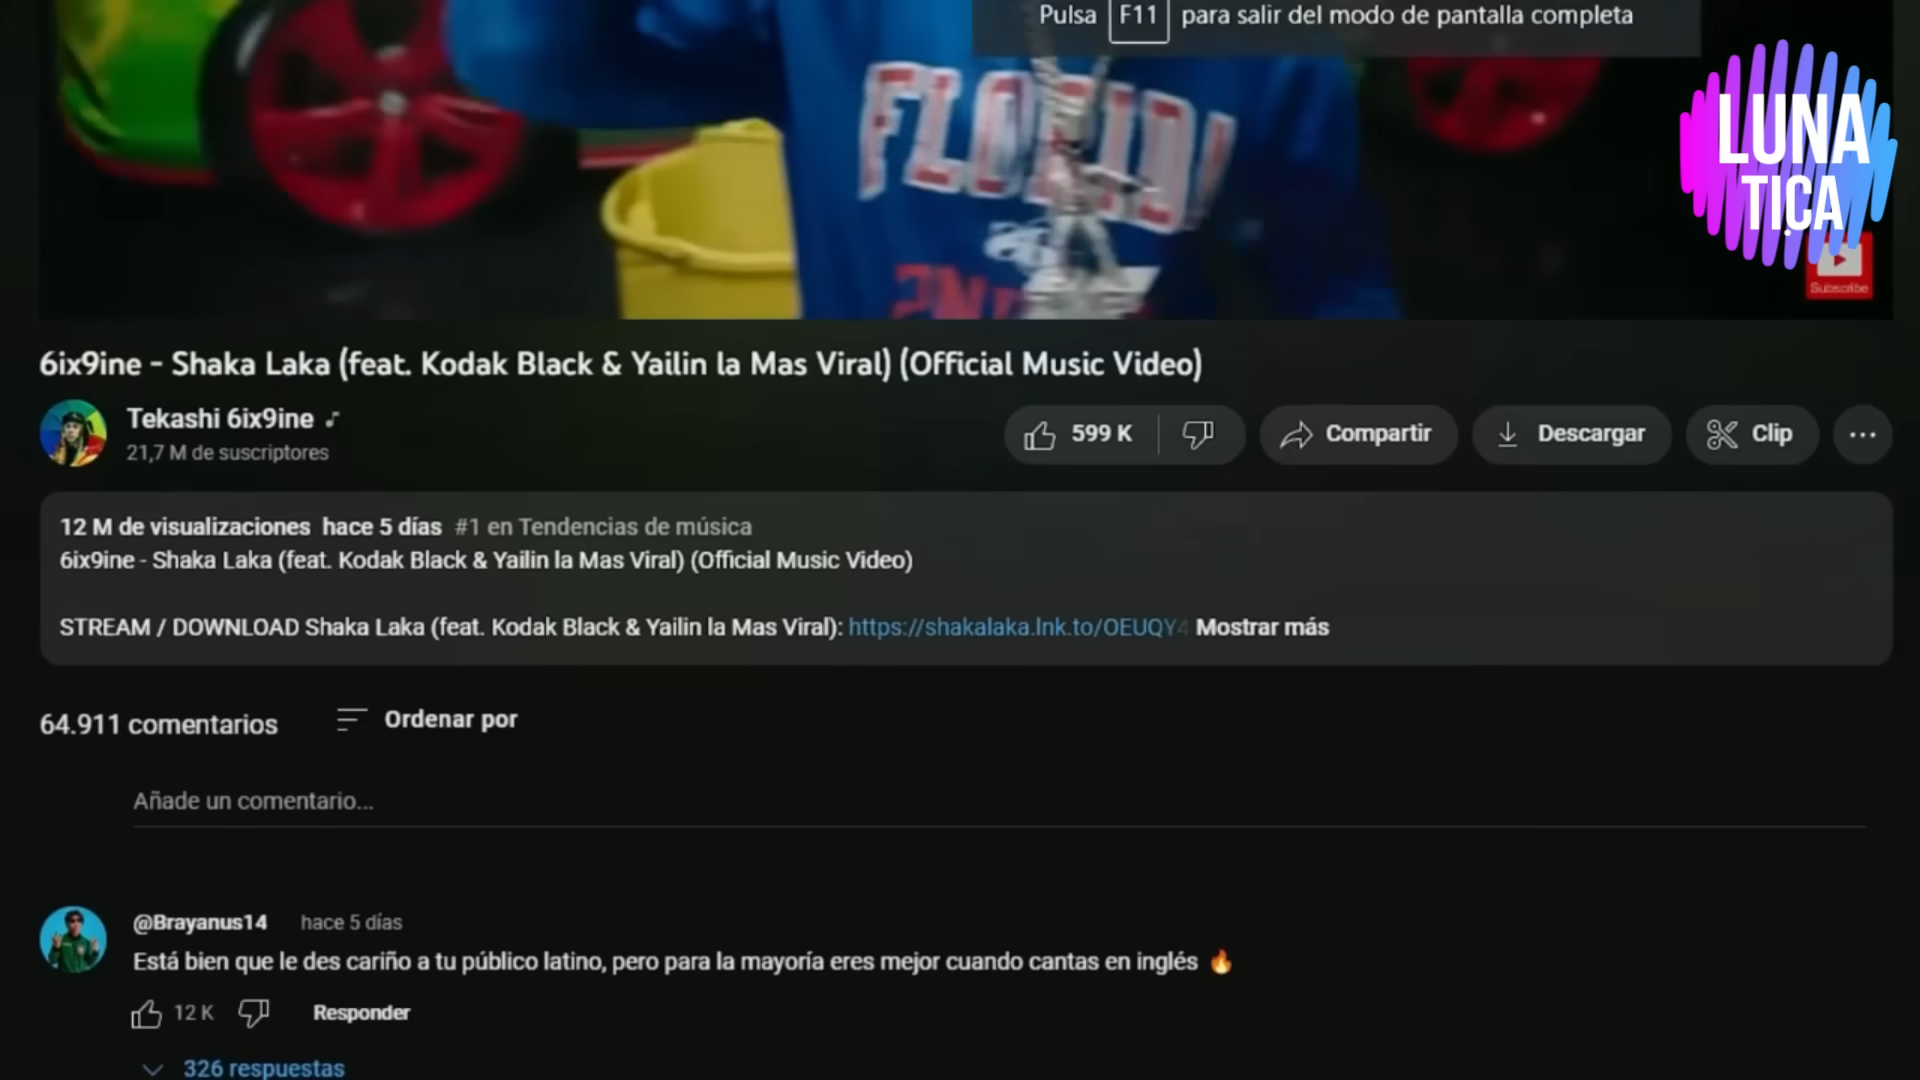 Pulsa F11 para salir del modo de pantalla completa
LUNA
TICA
FLORIDA
Subscribe
6ix9ine - Shaka Laka (feat. Kodak Black & Yailin la Mas Viral) (Official Music Video)
Tekashi 6ix9ine
21,7 M de suscriptores
599 K
Compartir
Descargar
Clip
12 M de visualizaciones hace 5 días #1 en Tendencias de música
6ix9ine - Shaka Laka (feat. Kodak Black & Yailin la Mas Viral) (Official Music Video)
STREAM / DOWNLOAD Shaka Laka (feat. Kodak Black & Yailin la Mas Viral): https://shakalaka.lnk.to/OEUQY4 Mostrar más
64.911 comentarios
Ordenar por
Añade un comentario...
@Brayanus14 hace 5 días
Está bien que le des cariño a tu público latino, pero para la mayoría eres mejor cuando cantas en inglés 🔥
12 K
Responder
326 respuestas